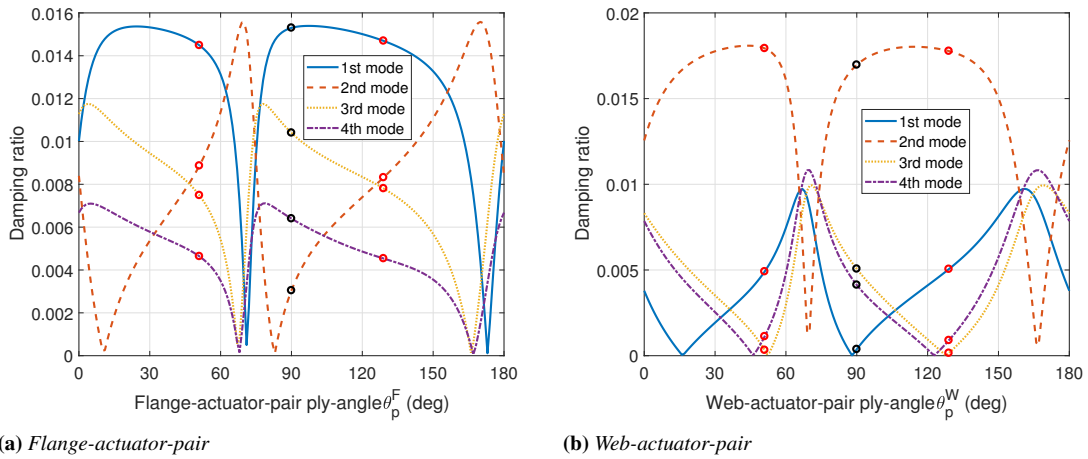 0.016
0.014
0.012
0.01
0.008
0.006
0.004
0.002
0
Damping ratio
1st mode
2nd mode
3rd mode
4th mode
0 30 60 90 120 150 180
Flange-actuator-pair ply-angle θ_p^F (deg)
(a) Flange-actuator-pair
0.02
0.015
0.01
0.005
0
Damping ratio
1st mode
2nd mode
3rd mode
4th mode
0 30 60 90 120 150 180
Web-actuator-pair ply-angle θ_p^W (deg)
(b) Web-actuator-pair